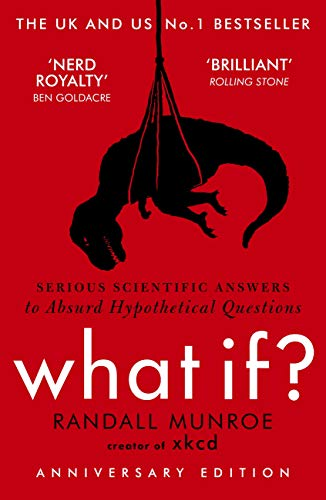 THE UK AND US No.1 BESTSELLER
‘NERD
ROYALTY’
BEN GOLDACRE
‘BRILLIANT‘
ROLLING STONE
SERIOUS SCIENTIFIC ANSWERS
to Absurd Hypothetical Questions
what if?
RANDALL MUNROE
creator of xkcd
ANNIVERSARY EDITION